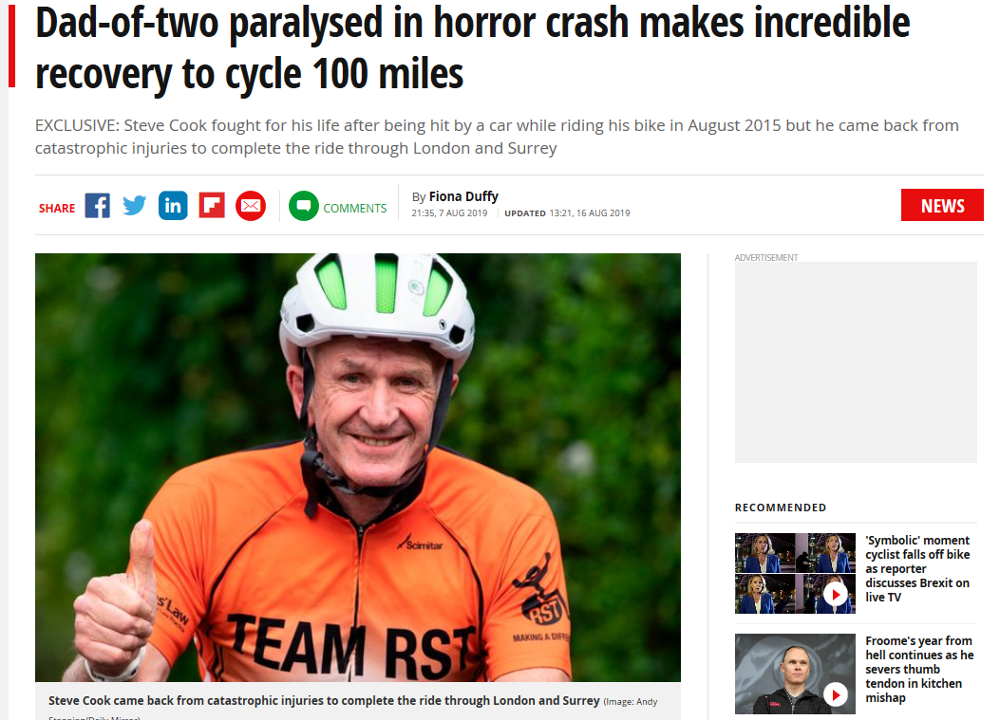 Dad-of-two paralysed in horror crash makes incredible
recovery to cycle 100 miles
EXCLUSIVE: Steve Cook fought for his life after being hit by a car while riding his bike in August 2015 but he came back from
catastrophic injuries to complete the ride through London and Surrey
SHARE
COMMENTS
By Fiona Duffy
21:35, 7 AUG 2019 UPDATED 13:21, 16 AUG 2019
NEWS
Scimitar
RST
MAKING A DIFFE
s'Law
TEAM RST
Steve Cook came back from catastrophic injuries to complete the ride through London and Surrey (Image: Andy
ADVERTISEMENT
RECOMMENDED
'Symbolic' moment
cyclist falls off bike
as reporter
discusses Brexit on
live TV
Froome's year from
hell continues as he
severs thumb
tendon in kitchen
mishap